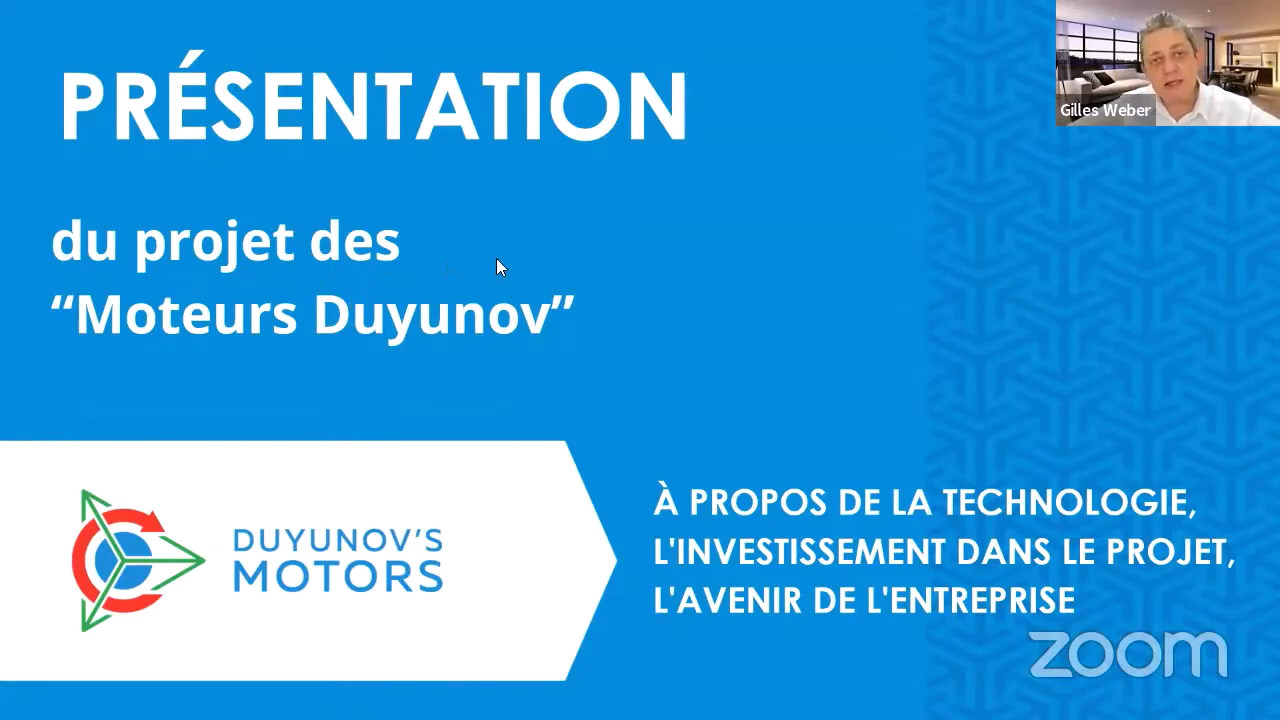 PRÉSENTATION
Gilles Weber
du projet des
“Moteurs Duyunov”
DUYUNOV'S
MOTORS
À PROPOS DE LA TECHNOLOGIE,
L'INVESTISSEMENT DANS LE PROJET,
L'AVENIR DE L'ENTREPRISE
zoom